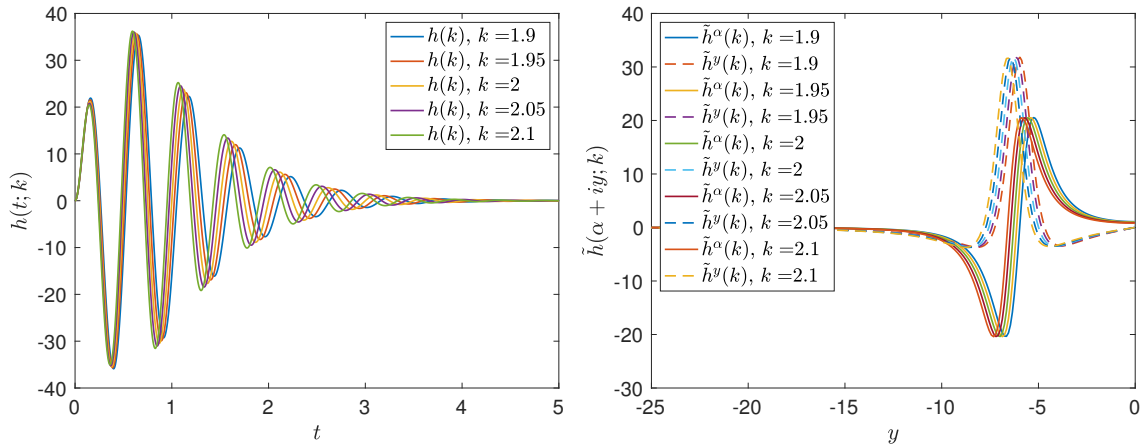 40
30
20
10
0
-10
-20
-30
-40
0 1 2 3 4 5
t
h(t; k)
h(k), k =1.9
h(k), k =1.95
h(k), k =2
h(k), k =2.05
h(k), k =2.1
40
30
20
10
0
-10
-20
-30
-25 -20 -15 -10 -5 0
y
h̃(α + iy; k)
h̃^α(k), k =1.9
h̃^y(k), k =1.9
h̃^α(k), k =1.95
h̃^y(k), k =1.95
h̃^α(k), k =2
h̃^y(k), k =2
h̃^α(k), k =2.05
h̃^y(k), k =2.05
h̃^α(k), k =2.1
h̃^y(k), k =2.1